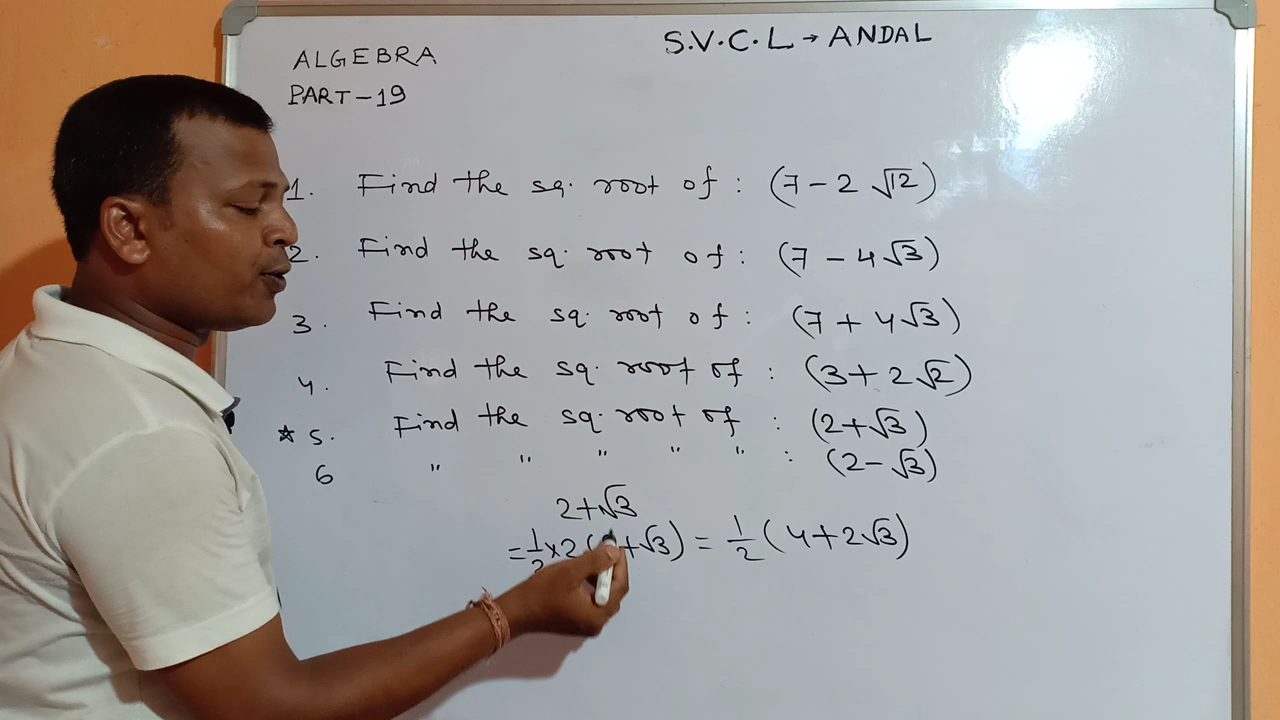 S.V.C.L → ANDAL
ALGEBRA
PART-19
1. Find the sq. root of : (7 - 2 √12)
2. Find the sq. root of : (7 - 4√3)
3. Find the sq. root of : (7 + 4√3)
4. Find the sq. root of : (3 + 2√2)
★ 5. Find the sq. root of : (2+√3)
6 " " " " " : (2-√3)
2+√3
= 1/2 × 2 ( +√3) = 1/2 (4+2√3)